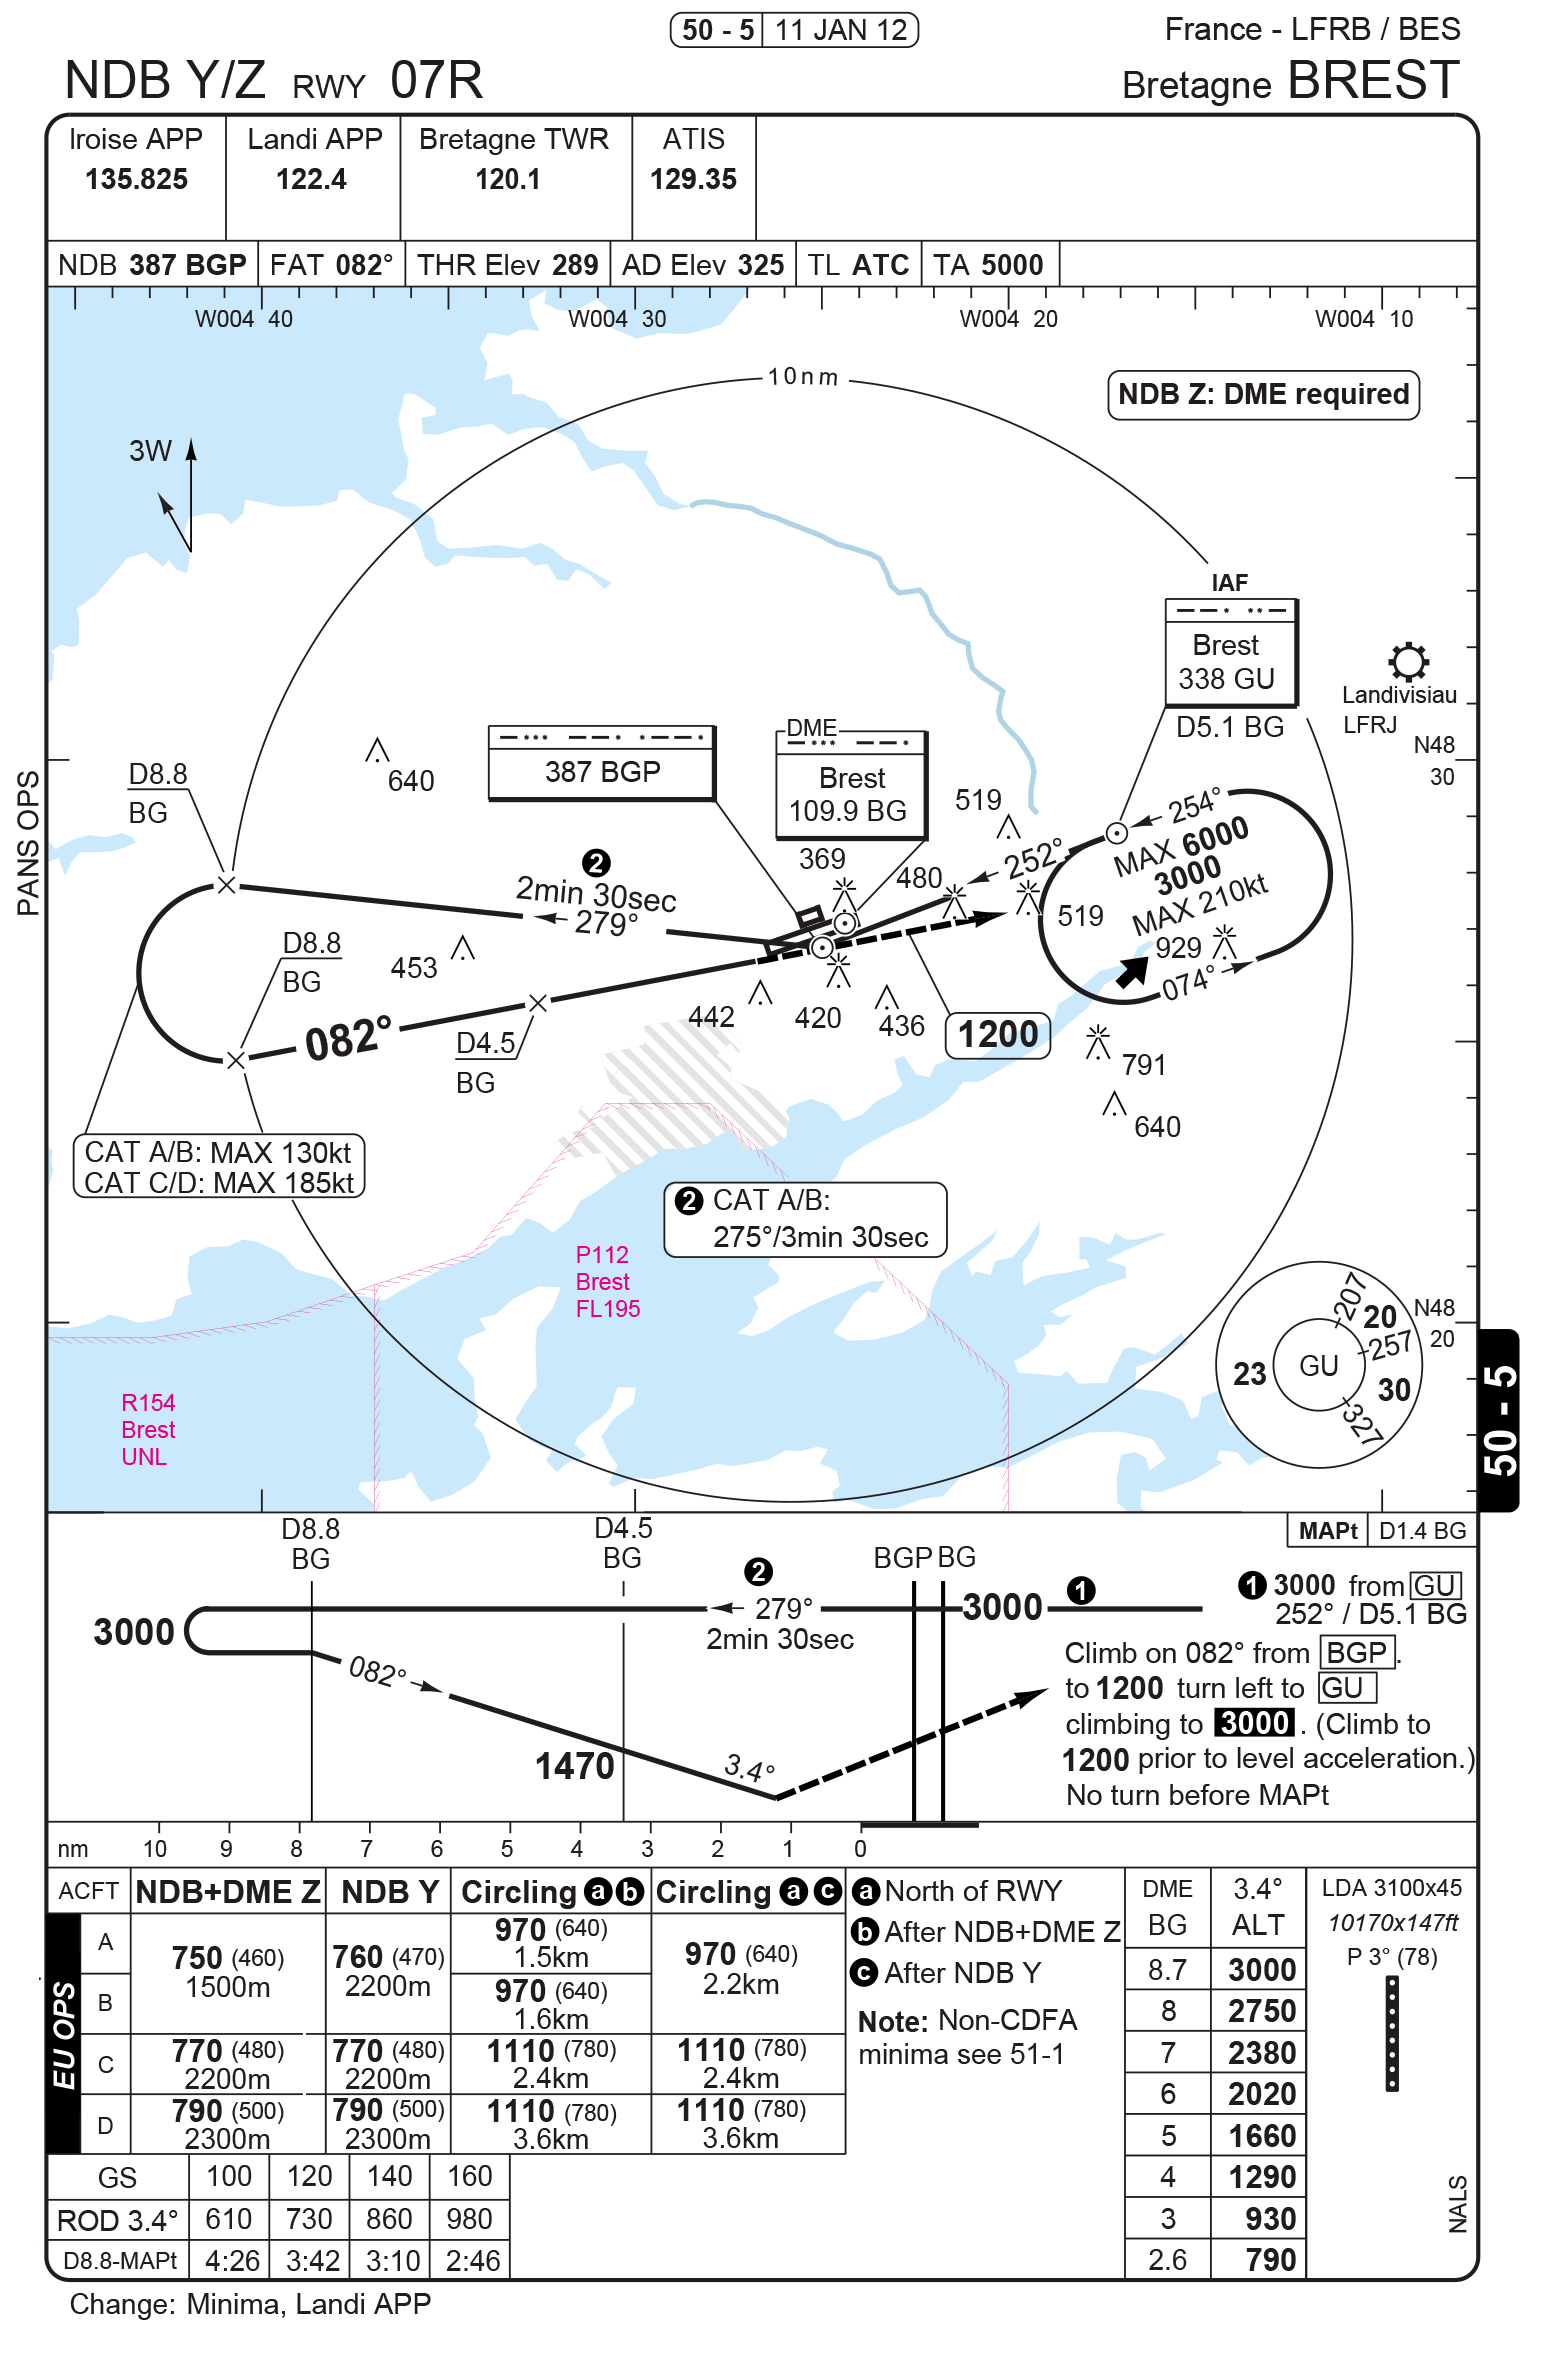 50 - 5 11 JAN 12
France - LFRB / BES
NDB Y/Z RWY 07R
Bretagne BREST
Iroise APP
135.825
Landi APP
122.4
Bretagne TWR
120.1
ATIS
129.35
NDB 387 BGP FAT 082° THR Elev 289 AD Elev 325 TL ATC TA 5000
W004 40
W004 30
W004 20
W004 10
10nm
NDB Z: DME required
3W
IAF
Brest
338 GU
D5.1 BG
Landivisiau
LFRJ
N48
30
PANS OPS
D8.8
BG
640
387 BGP
DME
Brest
109.9 BG
519
254°
MAX 6000
3000
MAX 210kt
369
480
252°
519
929
074°
2
2min 30sec
279°
D8.8
BG
453
082°
D4.5
BG
442
420
436
1200
791
640
CAT A/B: MAX 130kt
CAT C/D: MAX 185kt
2 CAT A/B:
275°/3min 30sec
P112
Brest
FL195
R154
Brest
UNL
207
20
257
GU
23
30
327
N48
20
50 - 5
D8.8
BG
D4.5
BG
BGP BG
MAPt D1.4 BG
2
1
279°
2min 30sec
3000
3000
082°
1470
3.4°
1 3000 from GU
252° / D5.1 BG
Climb on 082° from BGP.
to 1200 turn left to GU
climbing to 3000. (Climb to
1200 prior to level acceleration.)
No turn before MAPt
nm 10 9 8 7 6 5 4 3 2 1 0
ACFT NDB+DME Z NDB Y Circling a b Circling a c
EU OPS
A
B
C
D
750 (460)
1500m
760 (470)
2200m
970 (640)
1.5km
970 (640)
1.6km
970 (640)
2.2km
770 (480)
2200m
770 (480)
2200m
1110 (780)
2.4km
1110 (780)
2.4km
790 (500)
2300m
790 (500)
2300m
1110 (780)
3.6km
1110 (780)
3.6km
a North of RWY
b After NDB+DME Z
c After NDB Y
Note: Non-CDFA
minima see 51-1
DME 3.4°
BG ALT
8.7 3000
8 2750
7 2380
6 2020
5 1660
4 1290
3 930
2.6 790
LDA 3100x45
10170x147ft
P 3° (78)
NALS
GS 100 120 140 160
ROD 3.4° 610 730 860 980
D8.8-MAPt 4:26 3:42 3:10 2:46
Change: Minima, Landi APP